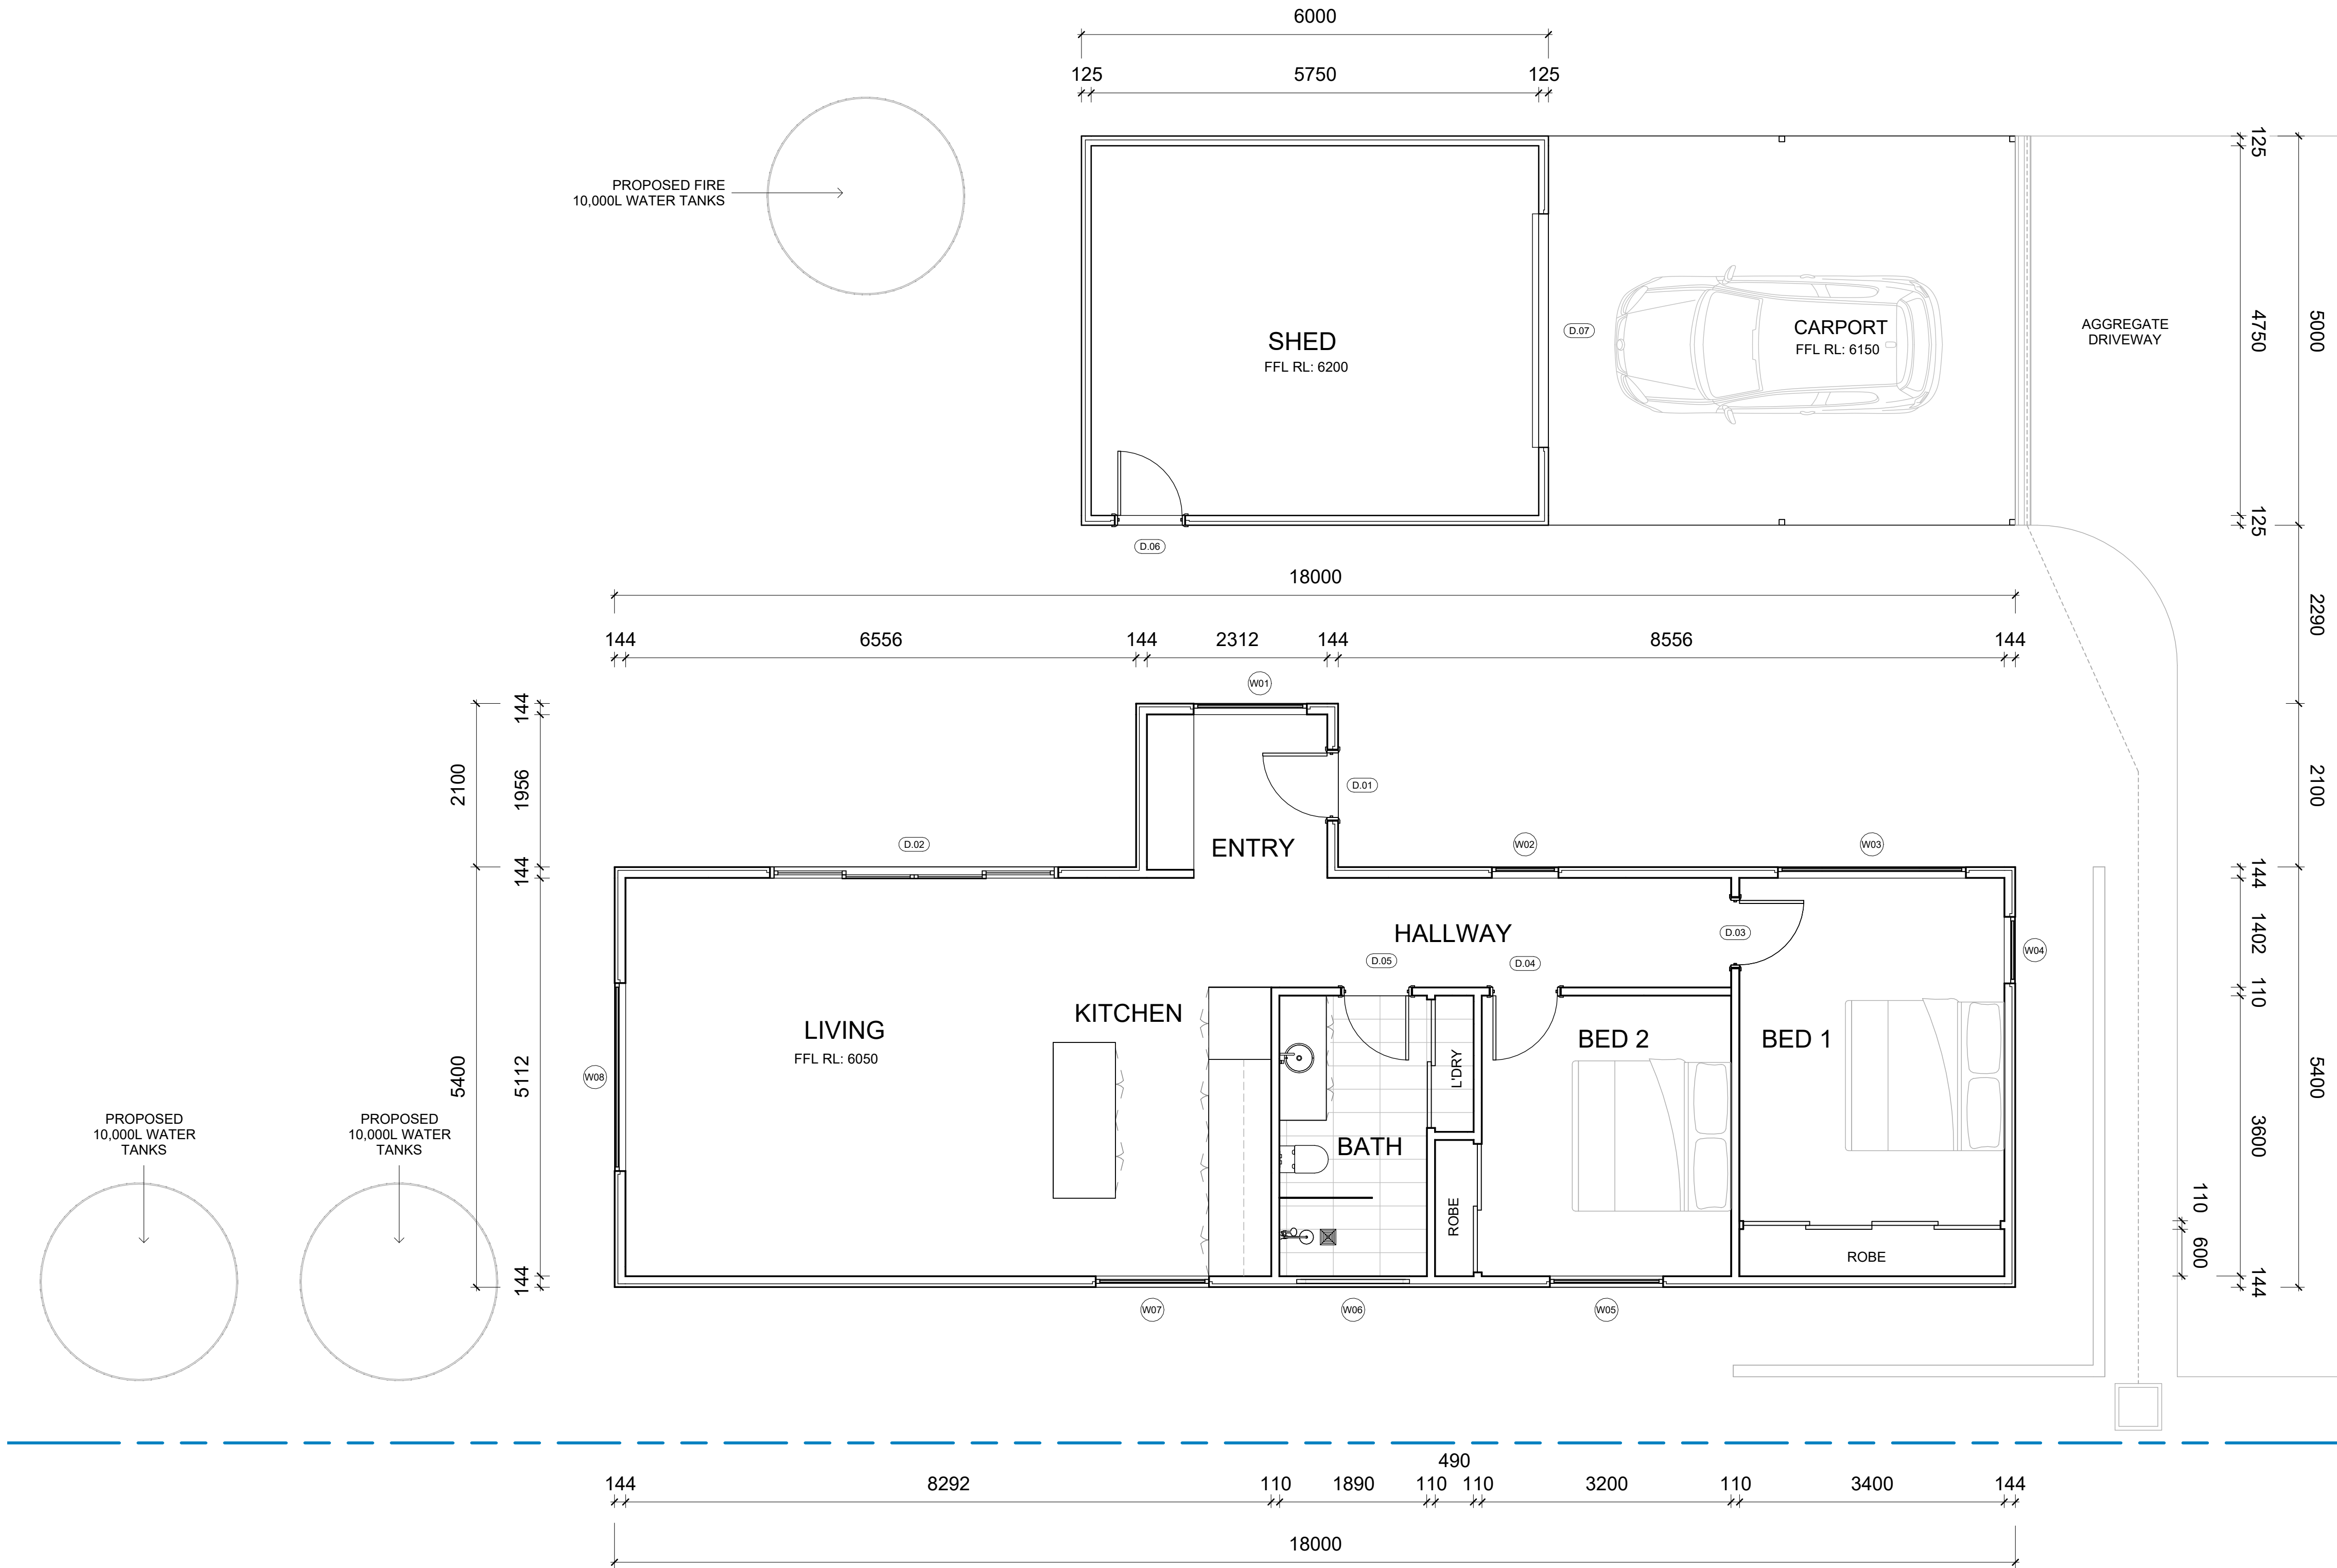 6000
125
5750
125
PROPOSED FIRE
10,000L WATER TANKS
SHED
FFL RL: 6200
D.07
CARPORT
FFL RL: 6150
AGGREGATE
DRIVEWAY
125
4750
125
5000
D.06
18000
2290
144
6556
144
2312
144
8556
144
W01
144
1956
2100
D.01
2100
D.02
ENTRY
W02
W03
144
144
HALLWAY
D.03
D.05
D.04
W04
1402
110
KITCHEN
LIVING
FFL RL: 6050
BED 2
BED 1
W08
5400
5112
L'DRY
5400
PROPOSED
10,000L WATER
TANKS
PROPOSED
10,000L WATER
TANKS
BATH
3600
ROBE
110
600
ROBE
144
144
W07
W06
W05
490
144
8292
110
1890
110
110
3200
110
3400
144
18000